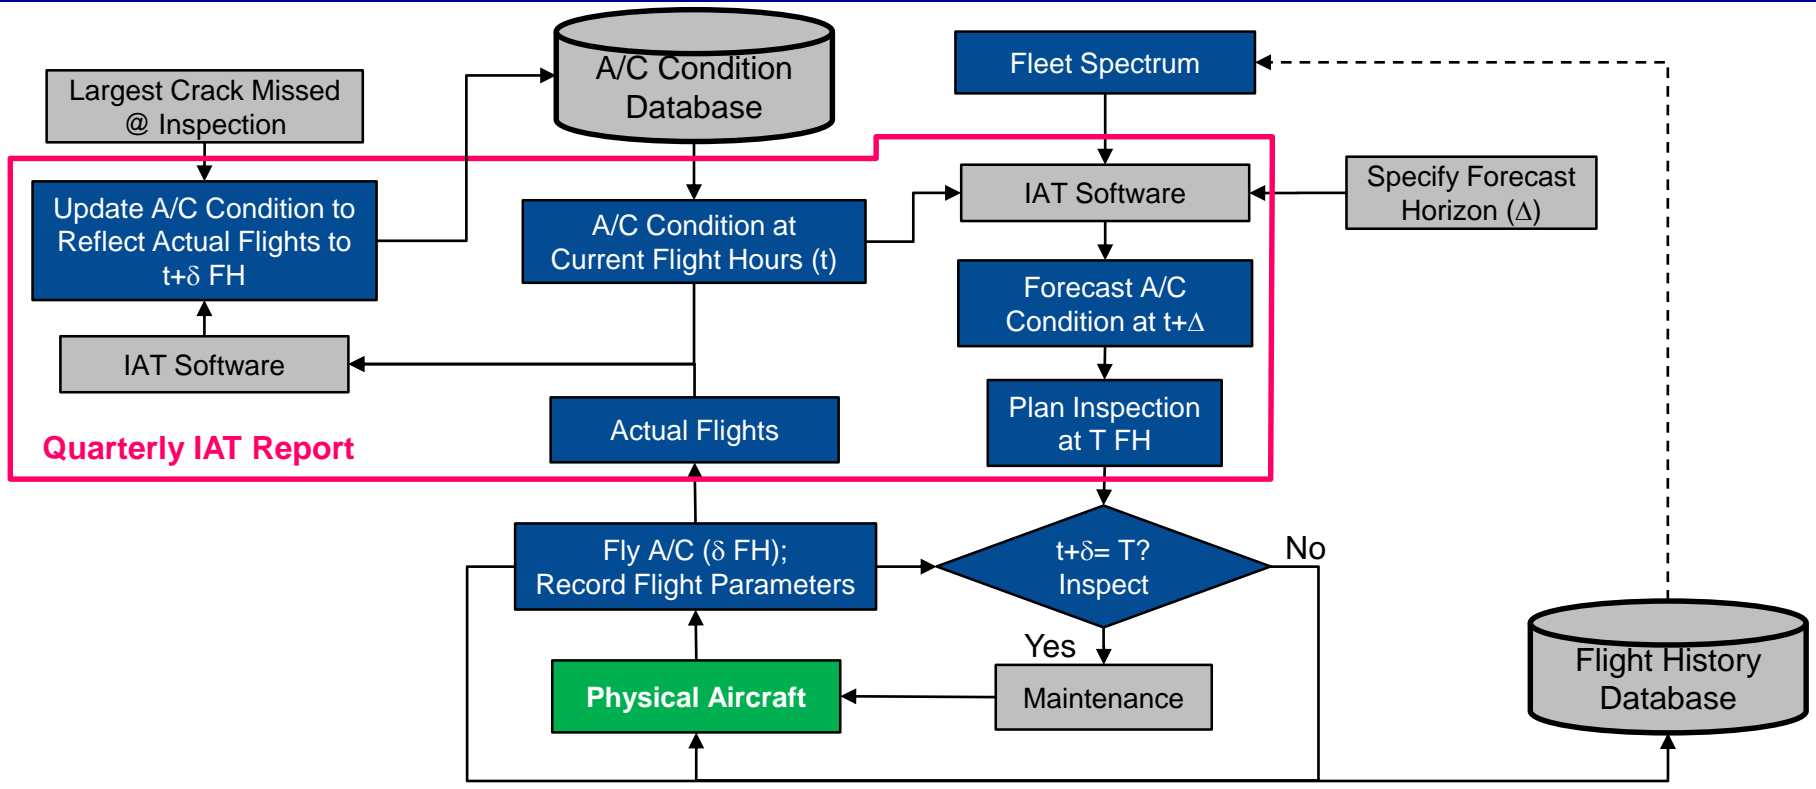 A/C Condition
Database
Fleet Spectrum
Largest Crack Missed
@ Inspection
Update A/C Condition to
Reflect Actual Flights to
t+δ FH
A/C Condition at
Current Flight Hours (t)
IAT Software
Specify Forecast
Horizon (Δ)
Forecast A/C
Condition at t+Δ
IAT Software
Plan Inspection
at T FH
Actual Flights
Quarterly IAT Report
Fly A/C (δ FH);
Record Flight Parameters
t+δ= T?
Inspect
No
Yes
Physical Aircraft
Maintenance
Flight History
Database